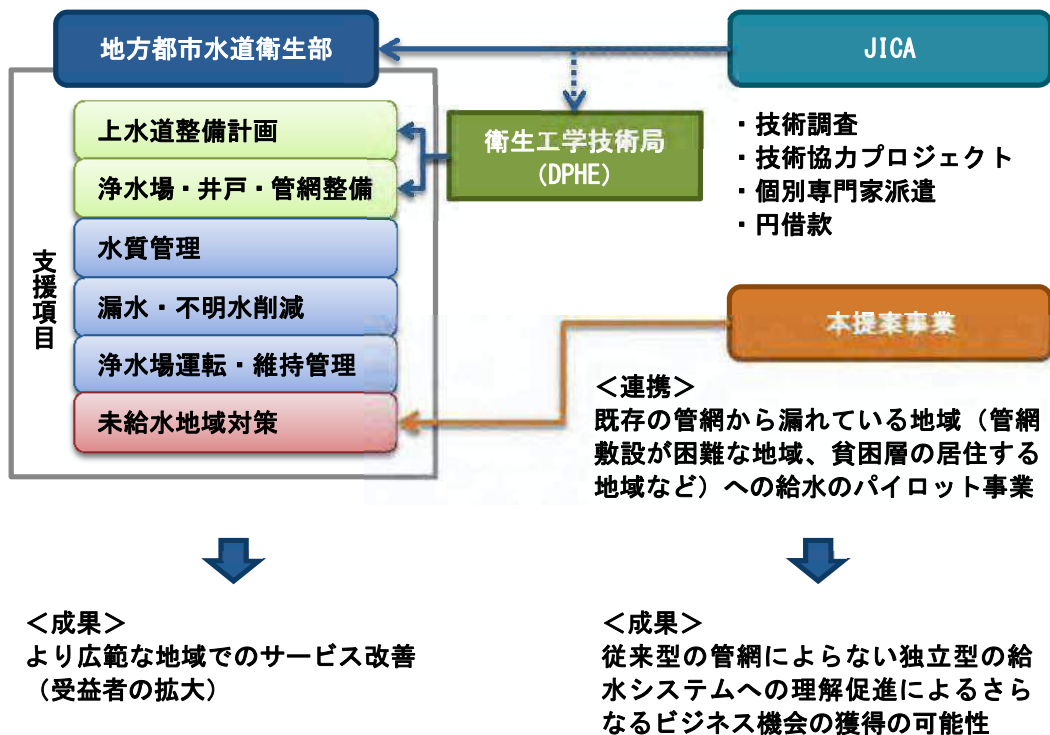 地方都市水道衛生部
JICA
支援項目
上水道整備計画
浄水場・井戸・管網整備
水質管理
漏水・不明水削減
浄水場運転・維持管理
未給水地域対策
衛生工学技術局
(DPHE)
・技術調査
・技術協力プロジェクト
・個別専門家派遣
・円借款
本提案事業
＜連携＞
既存の管網から漏れている地域（管網
敷設が困難な地域、貧困層の居住する
地域など）への給水のパイロット事業
＜成果＞
より広範な地域でのサービス改善
（受益者の拡大）
＜成果＞
従来型の管網によらない独立型の給
水システムへの理解促進によるさら
なるビジネス機会の獲得の可能性